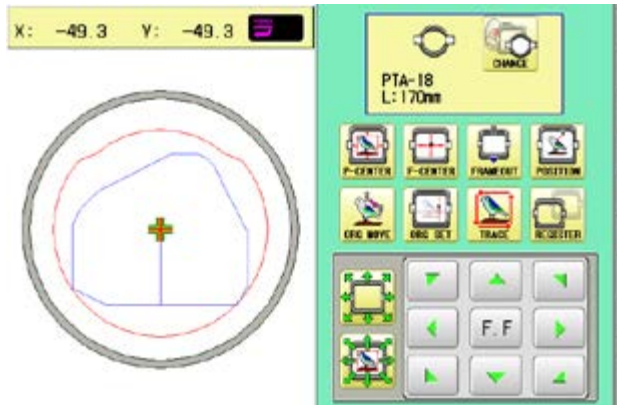 X: -49.3 Y: -49.3
CHANGE
PTA-18
L:170mm
P-CENTER F-CENTER FRAMEOUT POSITION
ORG MOVE ORG SET TRACE REGISTER
F.F